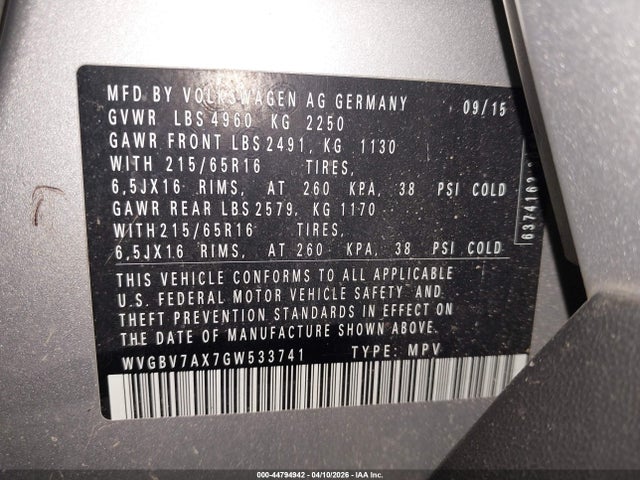 MFD BY VOLKSWAGEN AG GERMANY 09/15
GVWR LBS 4960 KG 2250
GAWR FRONT LBS 2491, KG 1130
WITH 215/65R16 TIRES,
6,5JX16 RIMS, AT 260 KPA, 38 PSI COLD
GAWR REAR LBS 2579, KG 1170
WITH 215/65R16 TIRES,
6,5JX16 RIMS, AT 260 KPA, 38 PSI COLD
THIS VEHICLE CONFORMS TO ALL APPLICABLE
U.S. FEDERAL MOTOR VEHICLE SAFETY AND
THEFT PREVENTION STANDARDS IN EFFECT ON
THE DATE OF MANUFACTURE SHOWN ABOVE.
WVGBV7AX7GW533741 TYPE: MPV
000-44794942 - 04/10/2026 - IAA Inc.